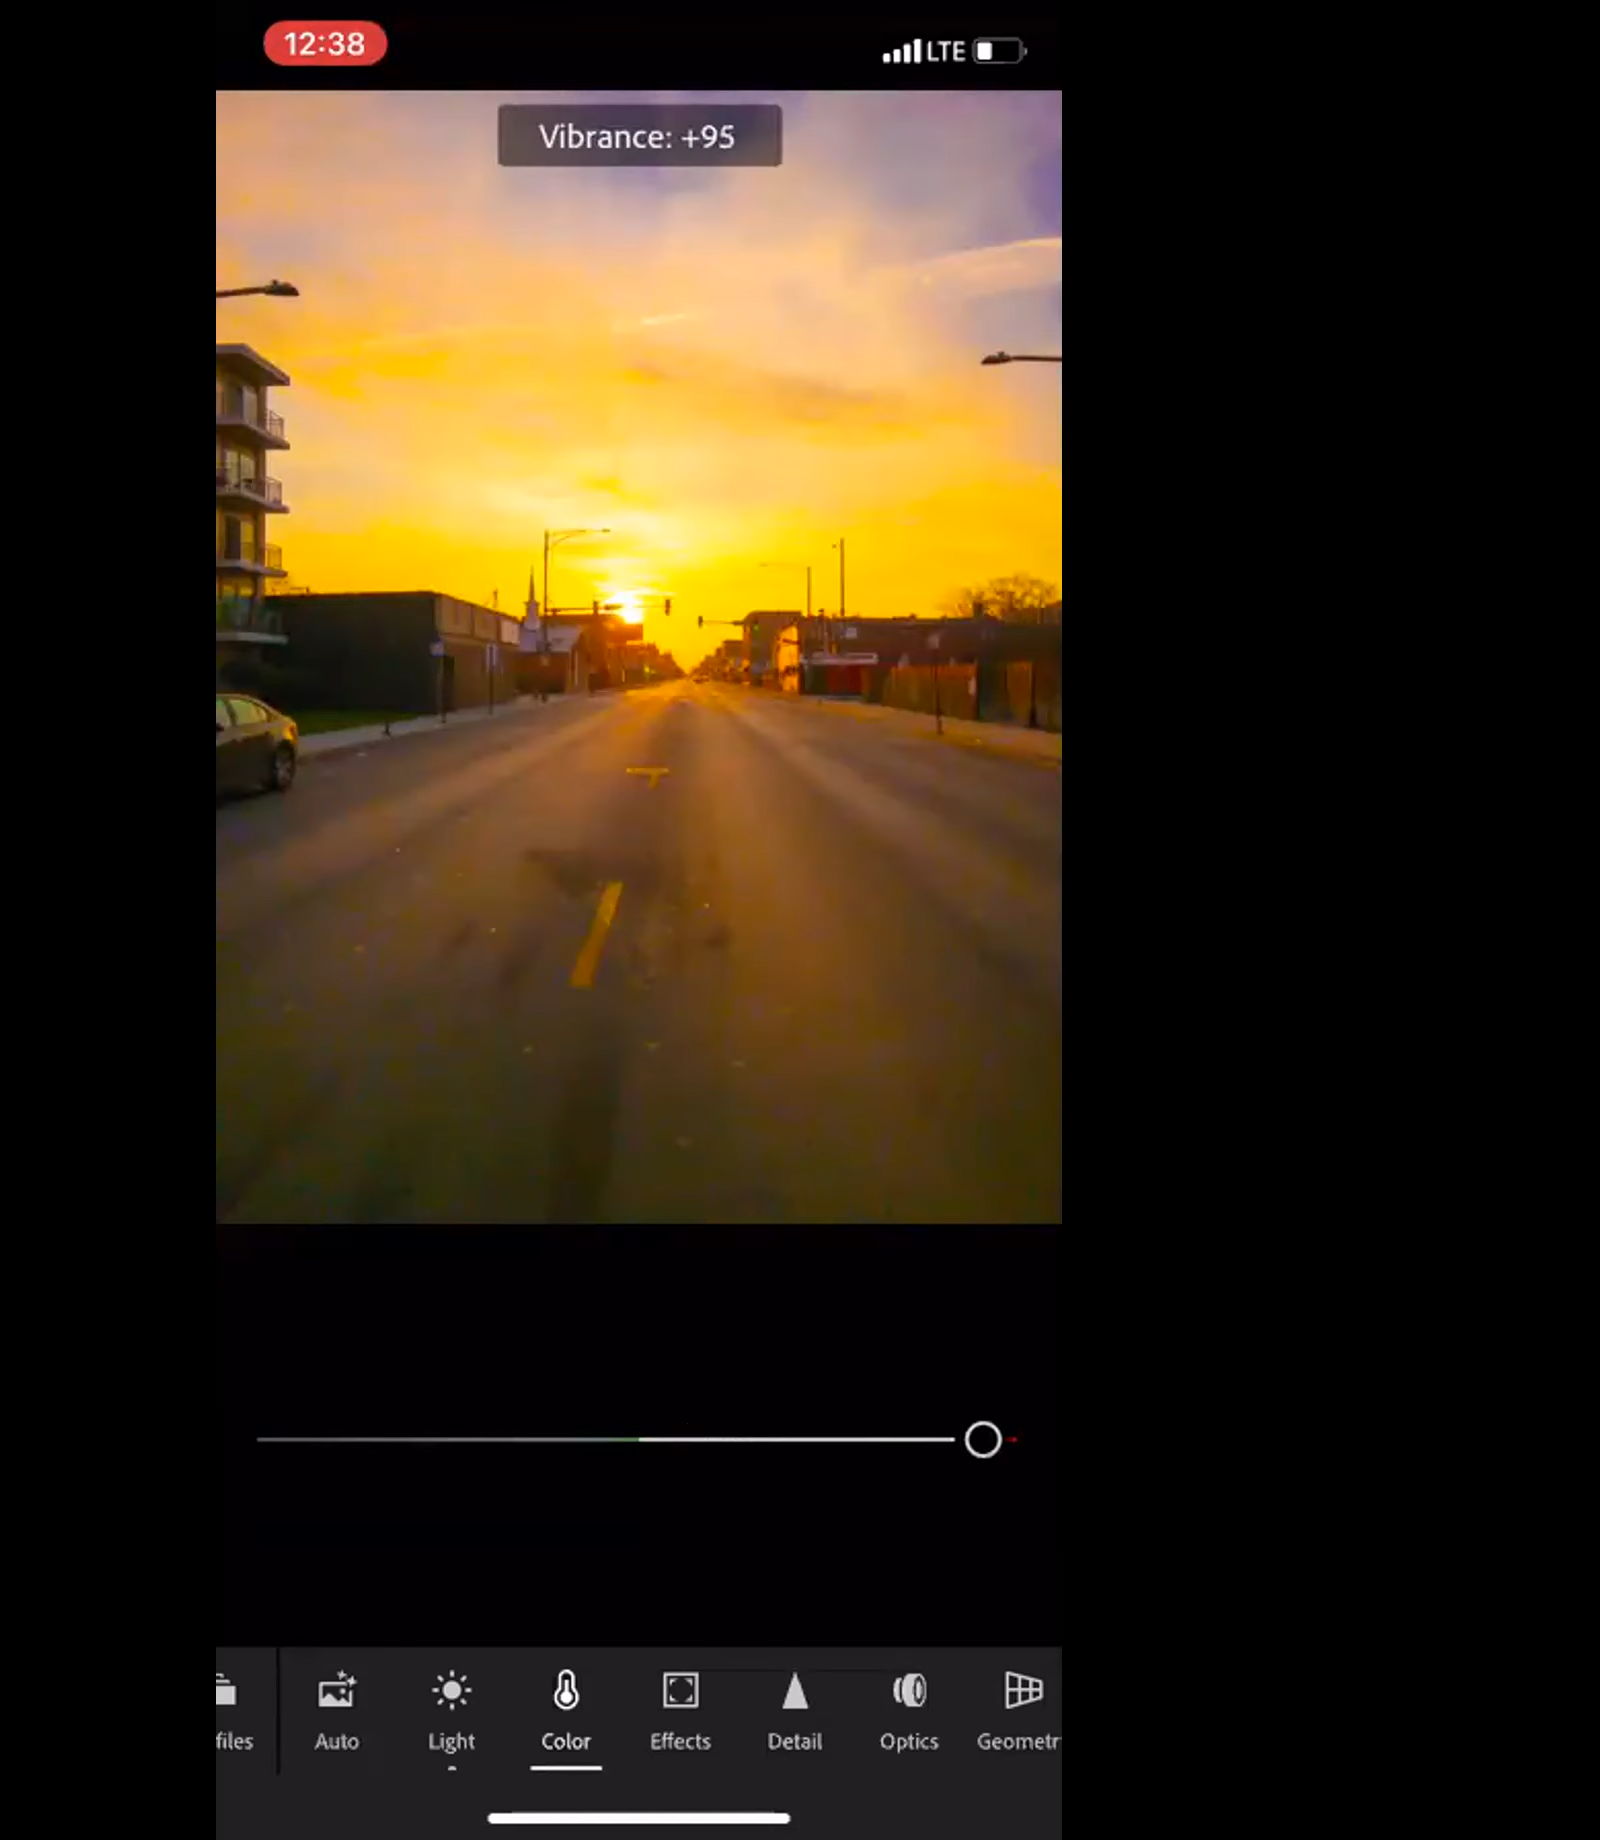 12:38
LTE
Vibrance: +95
files
Auto
Light
Color
Effects
Detail
Optics
Geometr